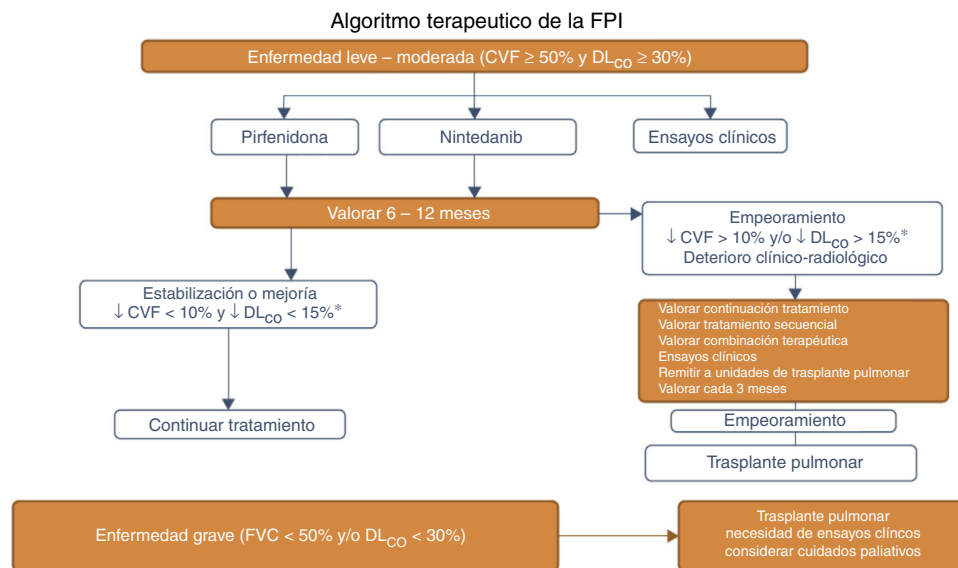 Algoritmo terapeutico de la FPI
Enfermedad leve – moderada (CVF ≥ 50% y DLCO ≥ 30%)
Pirfenidona
Nintedanib
Ensayos clínicos
Valorar 6 – 12 meses
Empeoramiento
↓ CVF > 10% y/o ↓ DLCO > 15%*
Deterioro clínico-radiológico
Estabilización o mejoría
↓ CVF < 10% y ↓ DLCO < 15%*
Valorar continuación tratamiento
Valorar tratamiento secuencial
Valorar combinación terapéutica
Ensayos clínicos
Remitir a unidades de trasplante pulmonar
Valorar cada 3 meses
Continuar tratamiento
Empeoramiento
Trasplante pulmonar
Enfermedad grave (FVC < 50% y/o DLCO < 30%)
Trasplante pulmonar
necesidad de ensayos clíncos
considerar cuidados paliativos